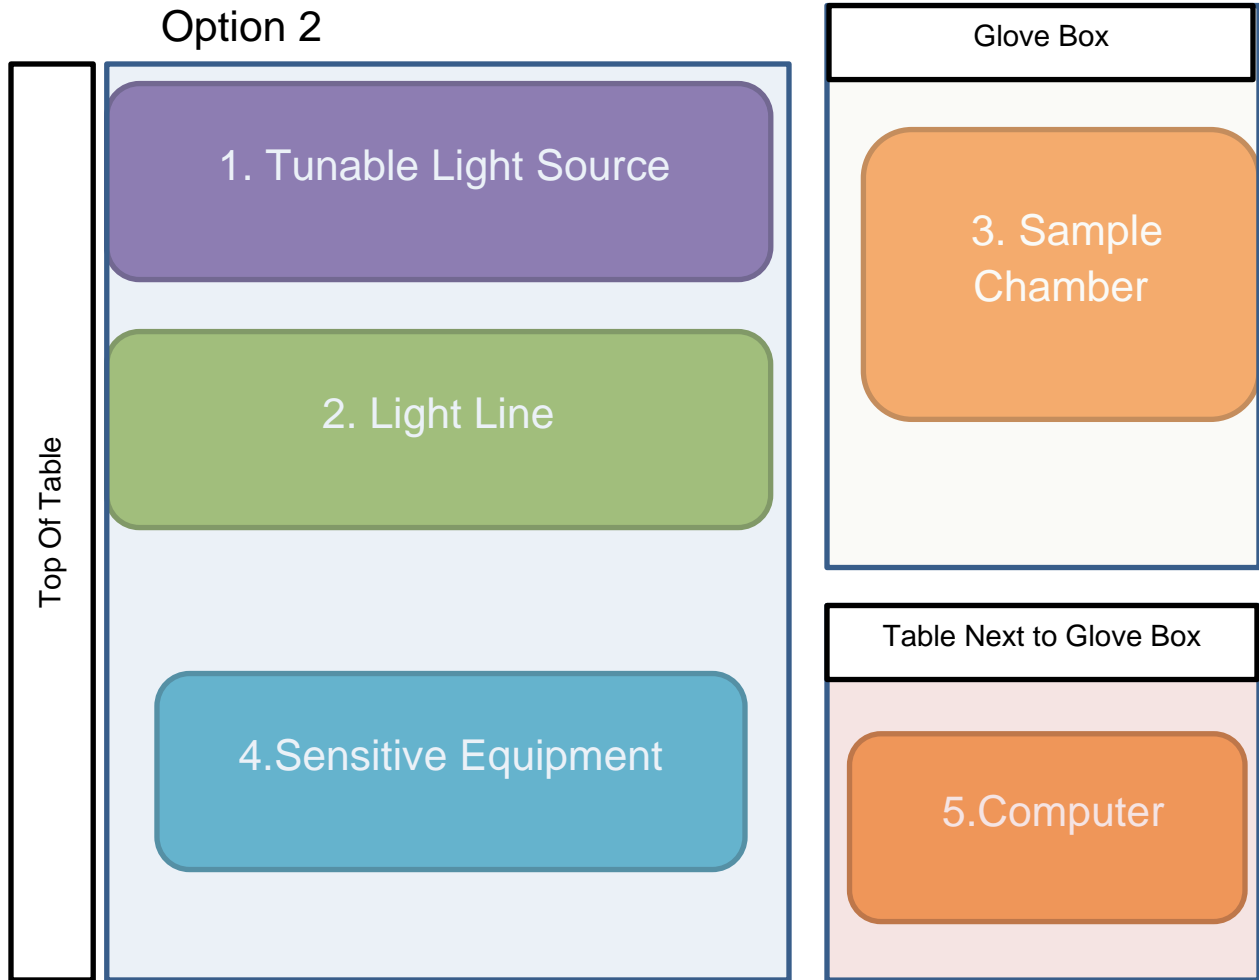 Option 2
Top Of Table
1. Tunable Light Source
2. Light Line
4.Sensitive Equipment
Glove Box
3. Sample
Chamber
Table Next to Glove Box
5.Computer